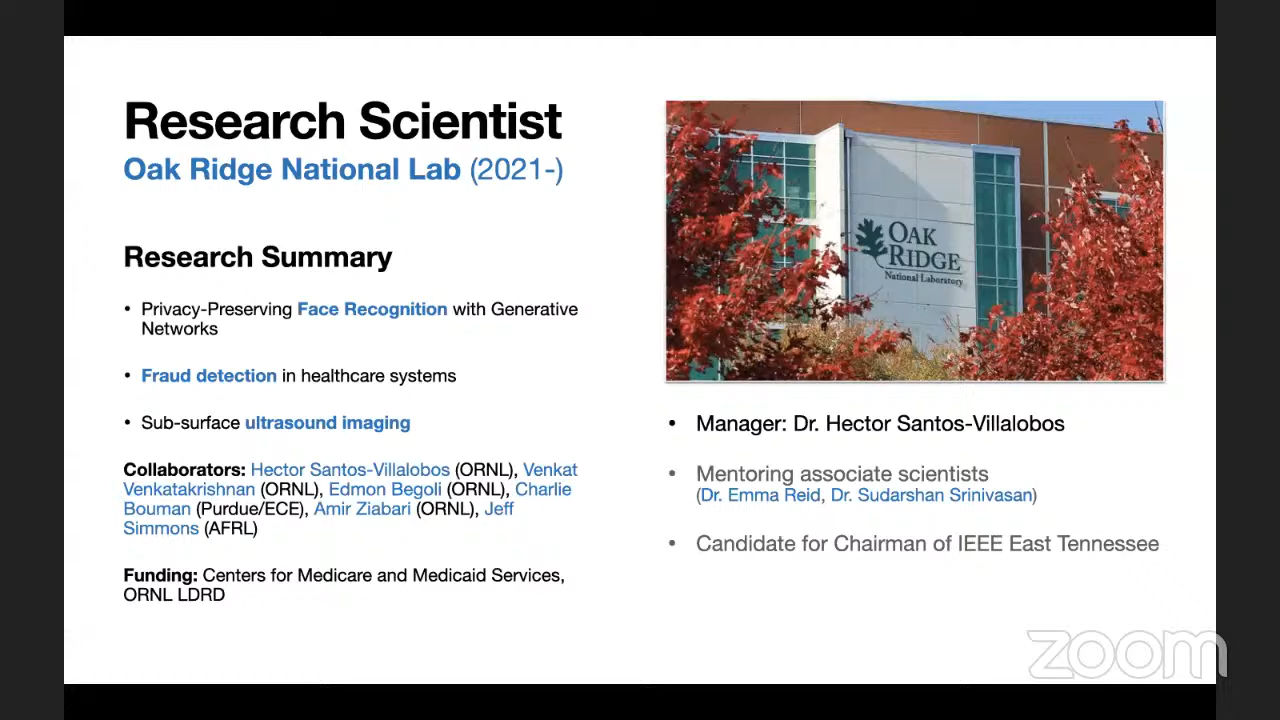 Research Scientist
Oak Ridge National Lab (2021-)
Research Summary
• Privacy-Preserving Face Recognition with Generative
Networks
• Fraud detection in healthcare systems
• Sub-surface ultrasound imaging
Collaborators: Hector Santos-Villalobos (ORNL), Venkat
Venkatakrishnan (ORNL), Edmon Begoli (ORNL), Charlie
Bouman (Purdue/ECE), Amir Ziabari (ORNL), Jeff
Simmons (AFRL)
Funding: Centers for Medicare and Medicaid Services,
ORNL LDRD
OAK
RIDGE
National Laboratory
• Manager: Dr. Hector Santos-Villalobos
• Mentoring associate scientists
(Dr. Emma Reid, Dr. Sudarshan Srinivasan)
• Candidate for Chairman of IEEE East Tennessee
zoom